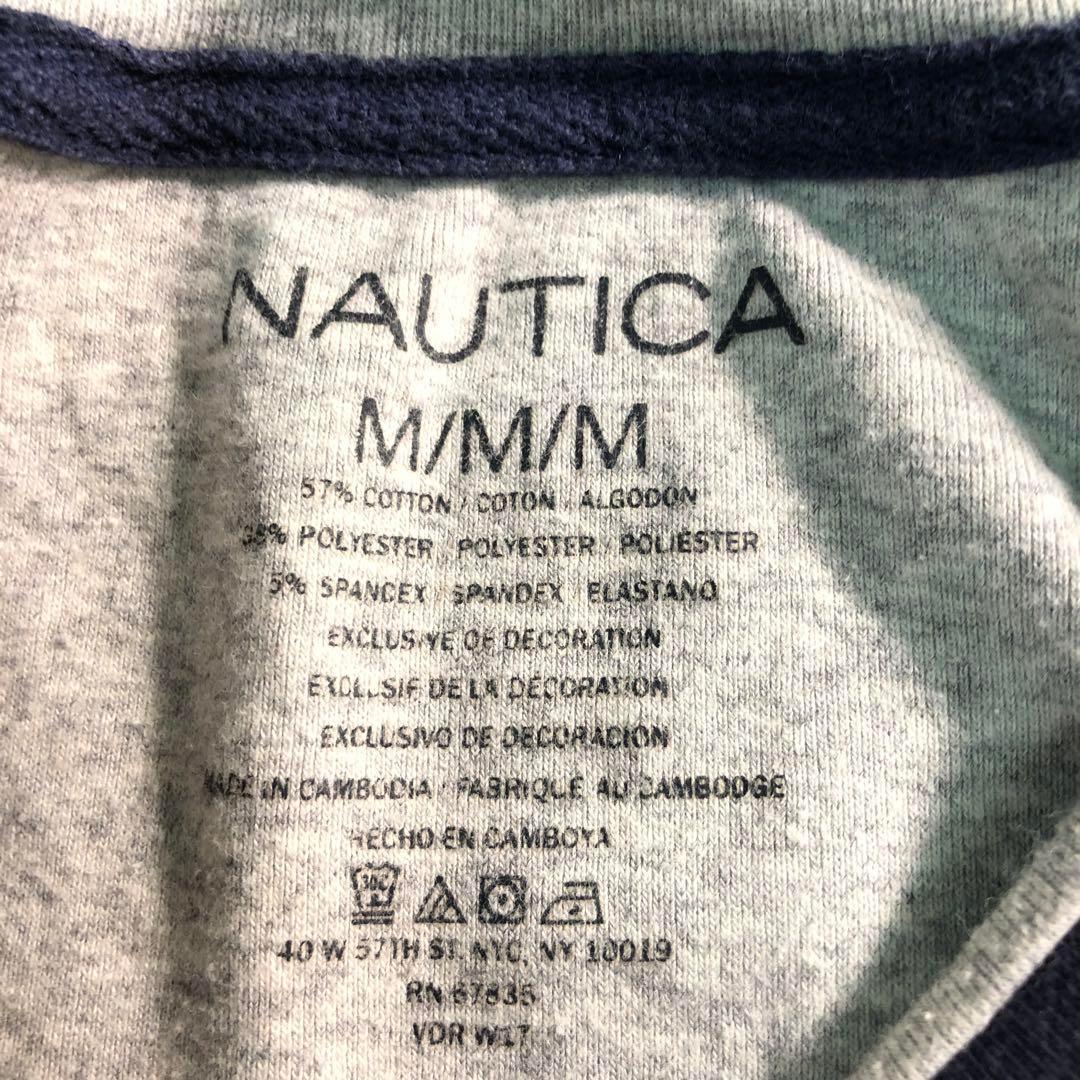 NAUTICA
M/M/M
57% COTTON / COTON / ALGODON
38% POLYESTER / POLYESTER / POLIESTER
5% SPANDEX / SPANDEX / ELASTANO
EXCLUSIVE OF DECORATION
EXCLUSIF DE LA DECORATION
EXCLUSIVO DE DECORACION
MADE IN CAMBODIA / FABRIQUE AU CAMBODGE
HECHO EN CAMBOYA
30C
40 W 57TH ST. NYC, NY 10019
RN 67835
VDR W17